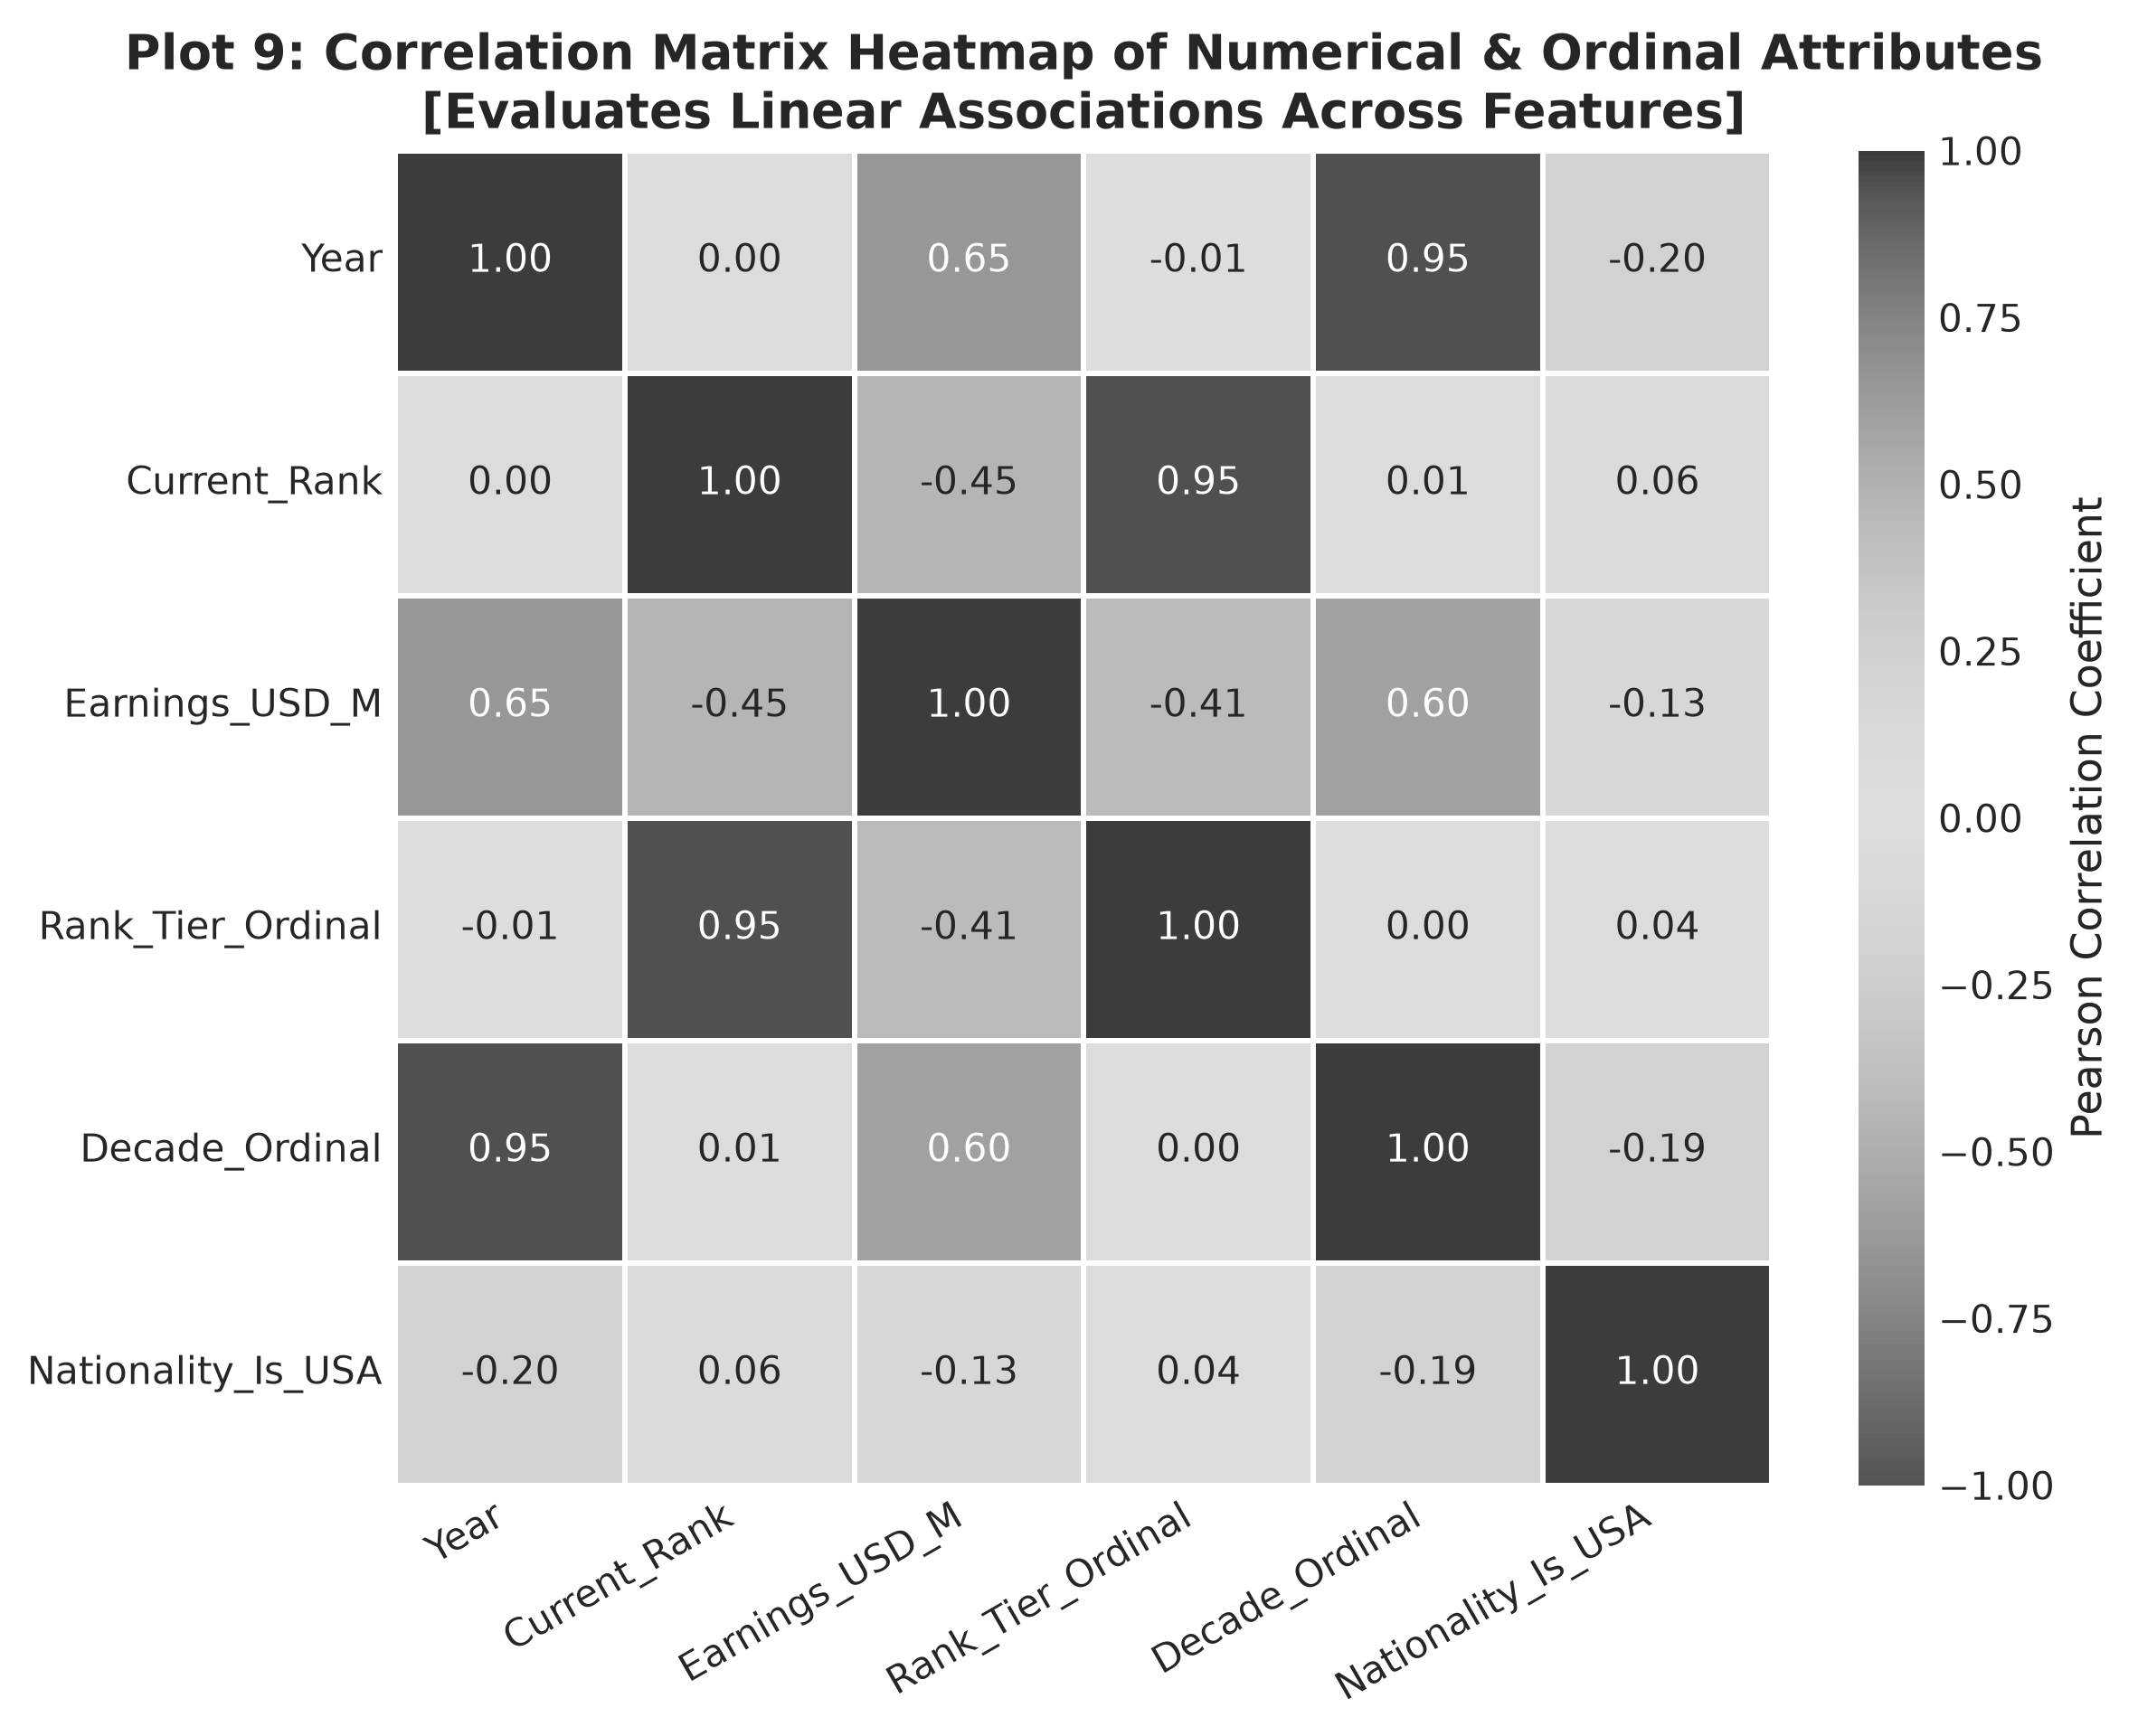 Plot 9: Correlation Matrix Heatmap of Numerical & Ordinal Attributes
[Evaluates Linear Associations Across Features]
Year 1.00 0.00 0.65 -0.01 0.95 -0.20
Current_Rank 0.00 1.00 -0.45 0.95 0.01 0.06
Earnings_USD_M 0.65 -0.45 1.00 -0.41 0.60 -0.13
Rank_Tier_Ordinal -0.01 0.95 -0.41 1.00 0.00 0.04
Decade_Ordinal 0.95 0.01 0.60 0.00 1.00 -0.19
Nationality_Is_USA -0.20 0.06 -0.13 0.04 -0.19 1.00
Year
Current_Rank
Earnings_USD_M
Rank_Tier_Ordinal
Decade_Ordinal
Nationality_Is_USA
1.00
0.75
0.50
0.25
0.00
−0.25
−0.50
−0.75
−1.00
Pearson Correlation Coefficient